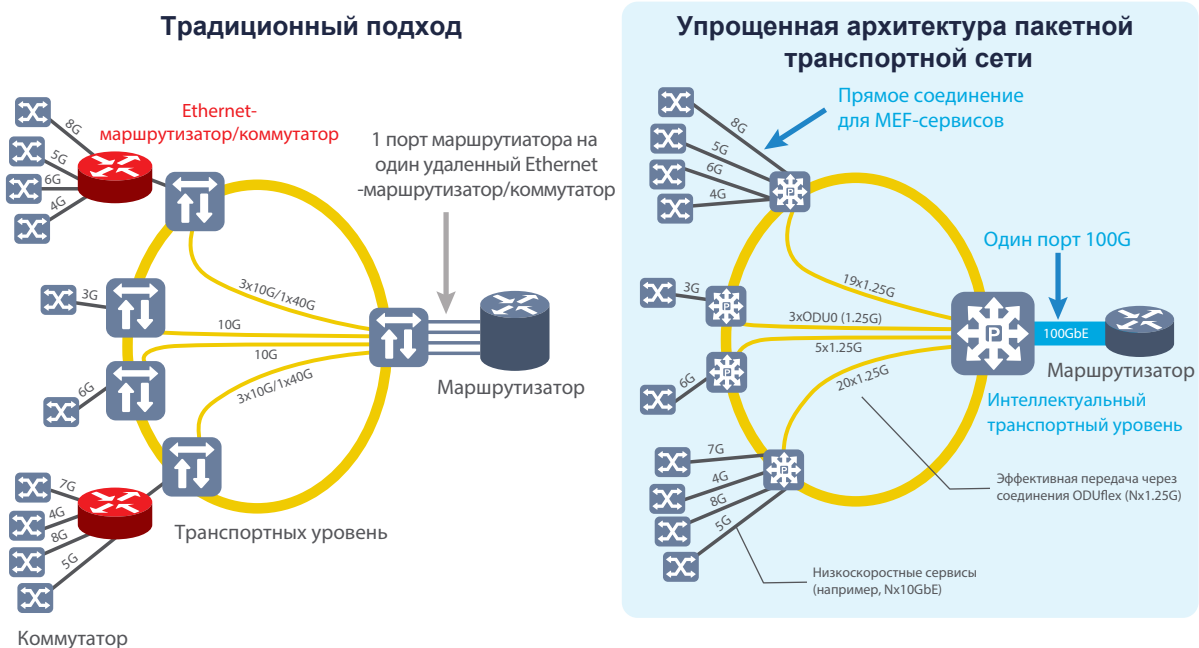 Традиционный подход
Ethernet-
маршрутизатор/коммутатор
1 порт маршрутиатора на
один удаленный Ethernet
-маршрутизатор/коммутатор
8G
5G
6G
4G
3G
6G
7G
4G
8G
5G
3x10G/1x40G
10G
10G
3x10G/1x40G
Маршрутизатор
Транспортных уровень
Коммутатор
Упрощенная архитектура пакетной
транспортной сети
Прямое соединение
для MEF-сервисов
8G
5G
6G
4G
P
3G
P
6G
P
7G
4G
8G
5G
P
19x1.25G
3xODU0 (1.25G)
5x1.25G
20x1.25G
P
Один порт 100G
100GbE
Маршрутизатор
Интеллектуальный
транспортный уровень
Эффективная передача через
соединения ODUflex (Nx1.25G)
Низкоскоростные сервисы
(например, Nx10GbE)